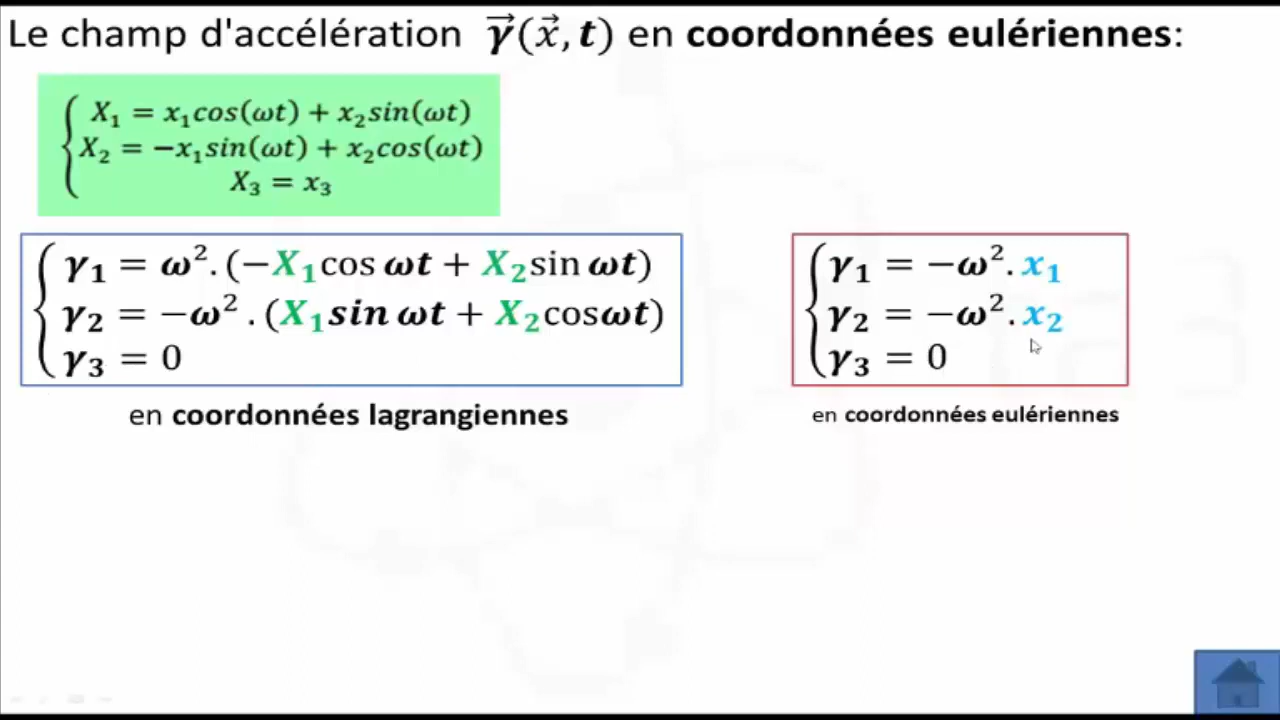 Le champ d'accélération γ⃗(x⃗, t) en coordonnées eulériennes:
X₁ = x₁cos(ωt) + x₂sin(ωt)
X₂ = −x₁sin(ωt) + x₂cos(ωt)
X₃ = x₃
γ₁ = ω².(−X₁cos ωt + X₂sin ωt)
γ₂ = −ω².(X₁sin ωt + X₂cosωt)
γ₃ = 0
en coordonnées lagrangiennes
γ₁ = −ω².x₁
γ₂ = −ω².x₂
γ₃ = 0
en coordonnées eulériennes